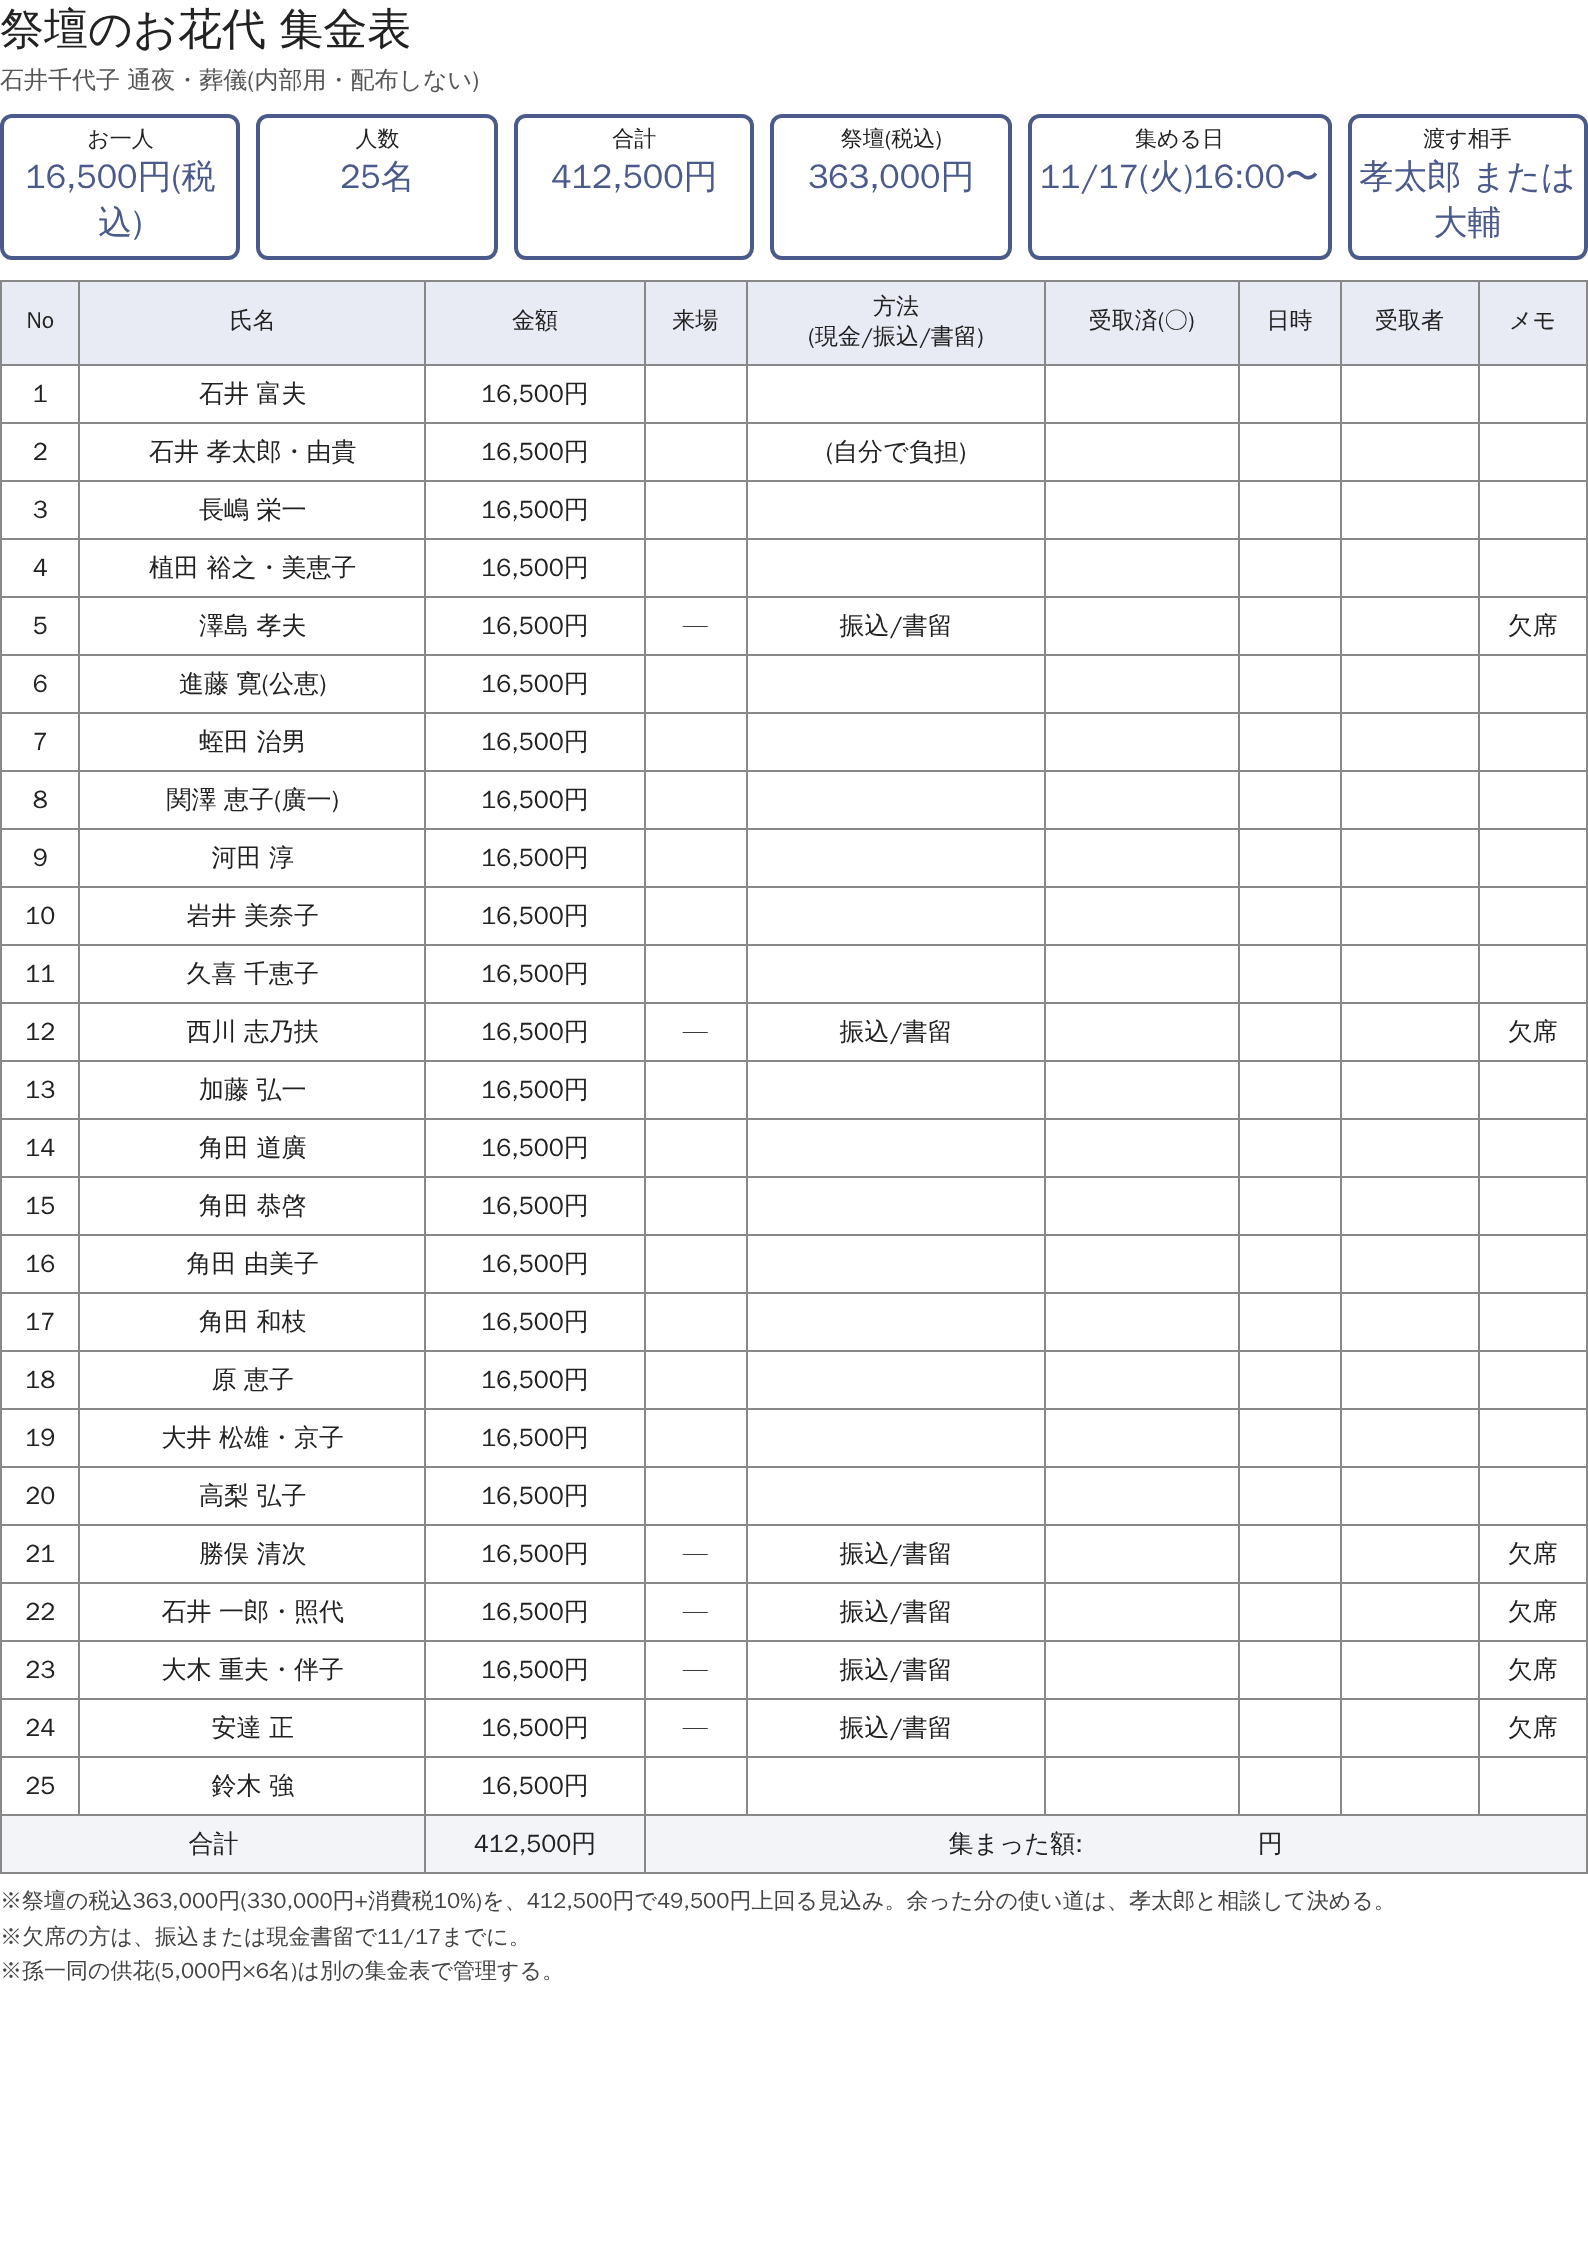 祭壇のお花代 集金表
石井千代子 通夜・葬儀(内部用・配布しない)
お一人
16,500円(税
込)
人数
25名
合計
412,500円
祭壇(税込)
363,000円
集める日
11/17(火)16:00〜
渡す相手
孝太郎 または
大輔
No 氏名 金額 来場 方法 (現金/振込/書留) 受取済(〇) 日時 受取者 メモ
1 石井 富夫 16,500円
2 石井 孝太郎・由貴 16,500円 (自分で負担)
3 長嶋 栄一 16,500円
4 植田 裕之・美恵子 16,500円
5 澤島 孝夫 16,500円 — 振込/書留 欠席
6 進藤 寛(公恵) 16,500円
7 蛭田 治男 16,500円
8 関澤 恵子(廣一) 16,500円
9 河田 淳 16,500円
10 岩井 美奈子 16,500円
11 久喜 千恵子 16,500円
12 西川 志乃扶 16,500円 — 振込/書留 欠席
13 加藤 弘一 16,500円
14 角田 道廣 16,500円
15 角田 恭啓 16,500円
16 角田 由美子 16,500円
17 角田 和枝 16,500円
18 原 恵子 16,500円
19 大井 松雄・京子 16,500円
20 高梨 弘子 16,500円
21 勝俣 清次 16,500円 — 振込/書留 欠席
22 石井 一郎・照代 16,500円 — 振込/書留 欠席
23 大木 重夫・伴子 16,500円 — 振込/書留 欠席
24 安達 正 16,500円 — 振込/書留 欠席
25 鈴木 強 16,500円
合計 412,500円 集まった額: 円
※祭壇の税込363,000円(330,000円+消費税10%)を、412,500円で49,500円上回る見込み。余った分の使い道は、孝太郎と相談して決める。
※欠席の方は、振込または現金書留で11/17までに。
※孫一同の供花(5,000円×6名)は別の集金表で管理する。